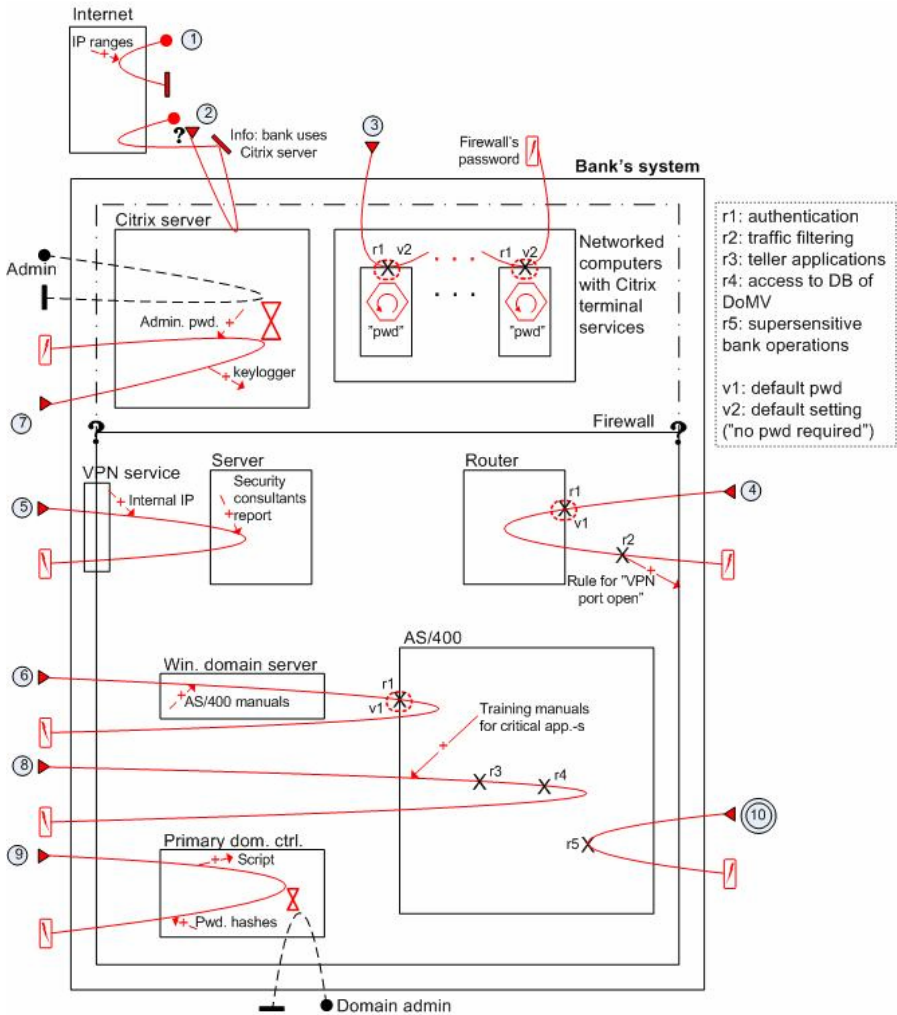 Internet
IP ranges
1
2
?
Info: bank uses
Citrix server
3
Firewall's
password
Bank's system
Citrix server
Admin
Admin. pwd.
keylogger
7
r1
v2
. . .
r1
v2
. . .
"pwd"
"pwd"
Networked
computers
with Citrix
terminal
services
r1: authentication
r2: traffic filtering
r3: teller applications
r4: access to DB of
DoMV
r5: supersensitive
bank operations
v1: default pwd
v2: default setting
("no pwd required")
?
Firewall
?
VPN service
Internal IP
5
Server
Security
consultants
report
Router
r1
v1
4
r2
Rule for "VPN
port open"
AS/400
6
Win. domain server
AS/400 manuals
r1
v1
Training manuals
for critical app.-s
8
r3
r4
10
r5
9
Primary dom. ctrl.
Script
Pwd. hashes
Domain admin